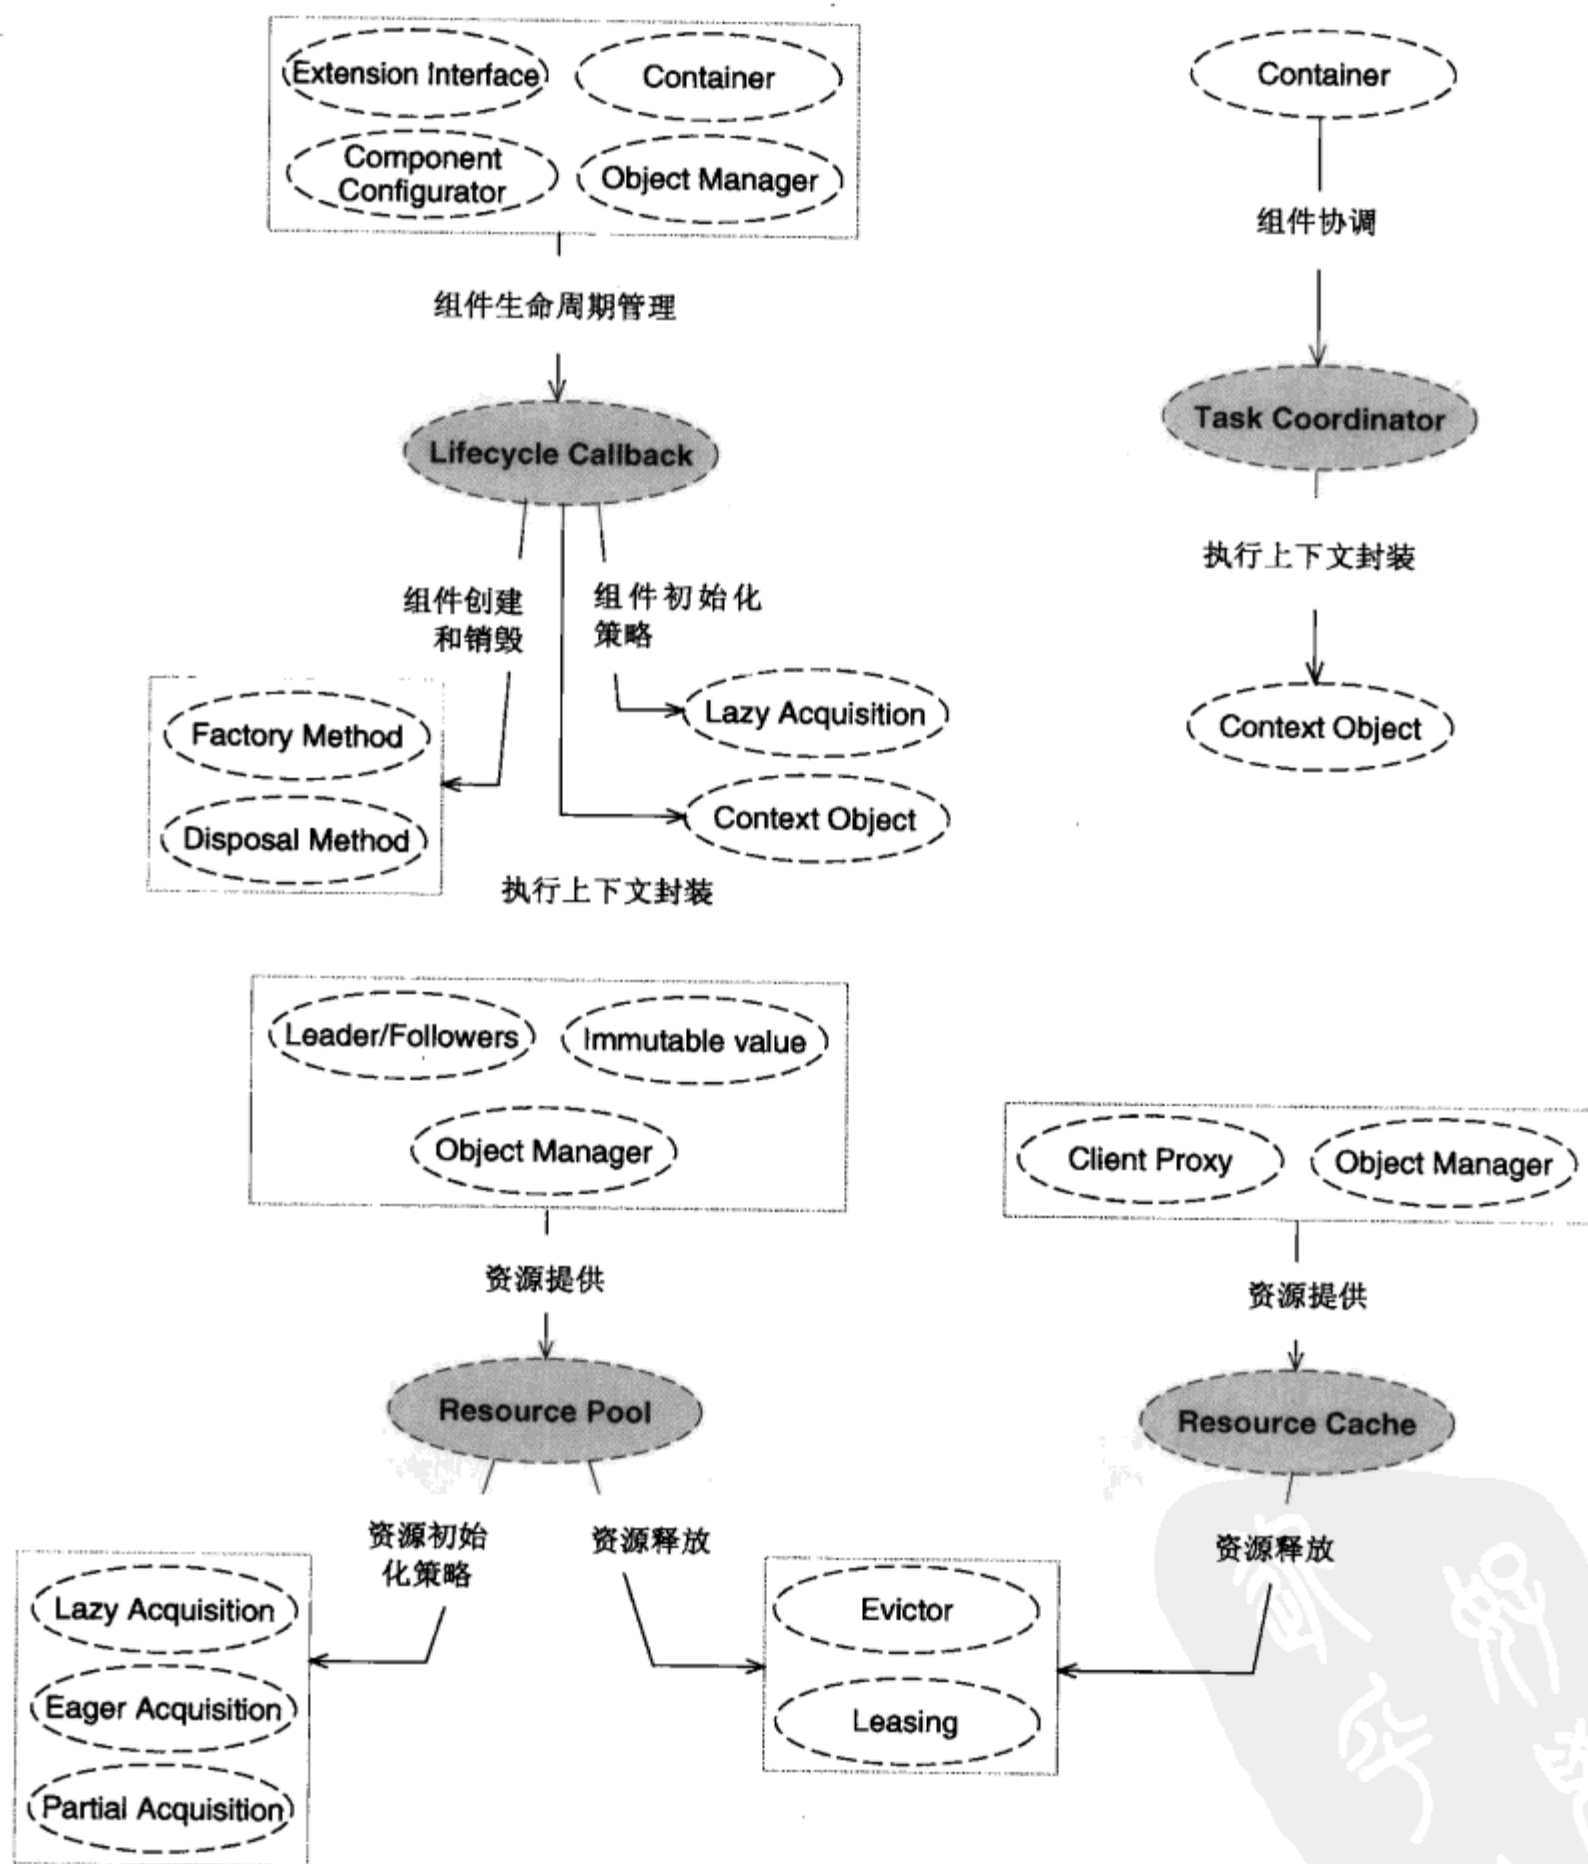 Extension Interface
Container
Component
Configurator
Object Manager
组件生命周期管理
Lifecycle Callback
组件创建
和销毁
组件初始化
策略
Lazy Acquisition
Factory Method
Context Object
Disposal Method
执行上下文封装
Container
组件协调
Task Coordinator
执行上下文封装
Context Object
Leader/Followers
Immutable value
Object Manager
资源提供
Resource Pool
资源初始
化策略
资源释放
Lazy Acquisition
Eager Acquisition
Partial Acquisition
Client Proxy
Object Manager
资源提供
Resource Cache
资源释放
Evictor
Leasing